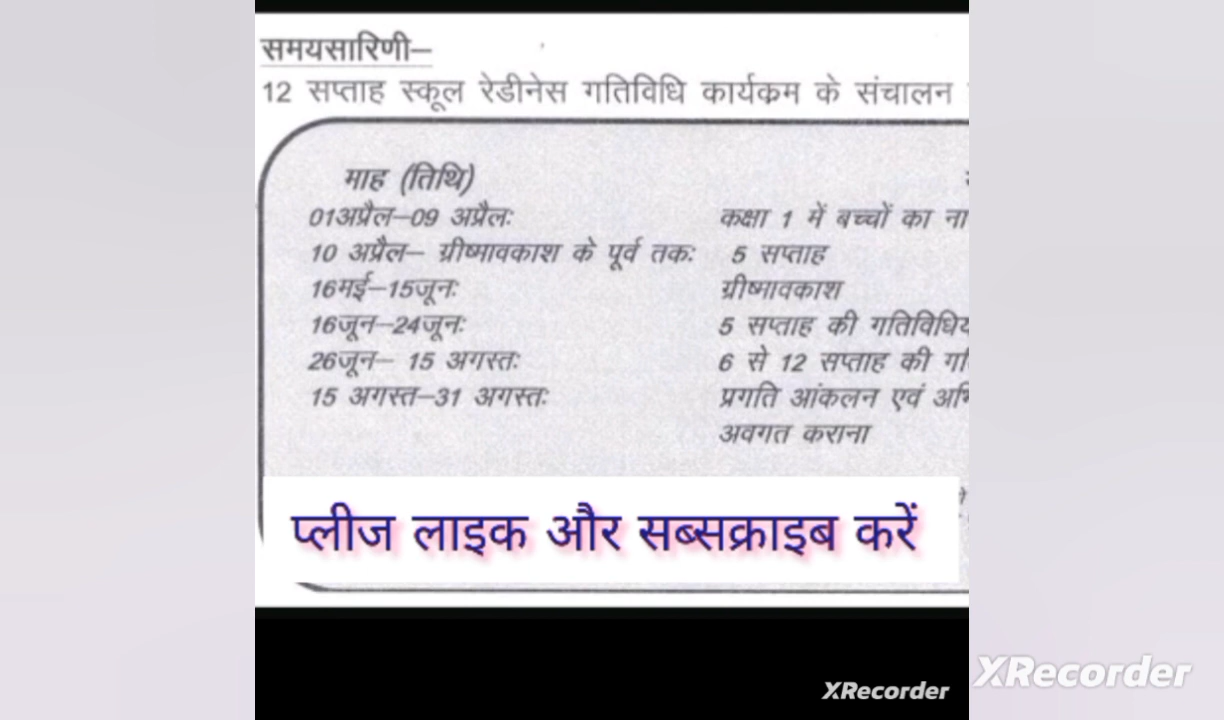 समयसारिणी–
12 सप्ताह स्कूल रेडीनेस गतिविधि कार्यक्रम के संचालन
माह (तिथि)
01अप्रैल–09 अप्रैलः कक्षा 1 में बच्चों का
10 अप्रैल– ग्रीष्मावकाश के पूर्व तकः 5 सप्ताह
16मई–15जूनः ग्रीष्मावकाश
16जून–24जूनः 5 सप्ताह की
26जून– 15 अगस्तः 6 से 12 सप्ताह की
15 अगस्त–31 अगस्तः प्रगति आंकलन एवं
अवगत कराना
प्लीज लाइक और सब्सक्राइब करें
XRecorder
XRecorder